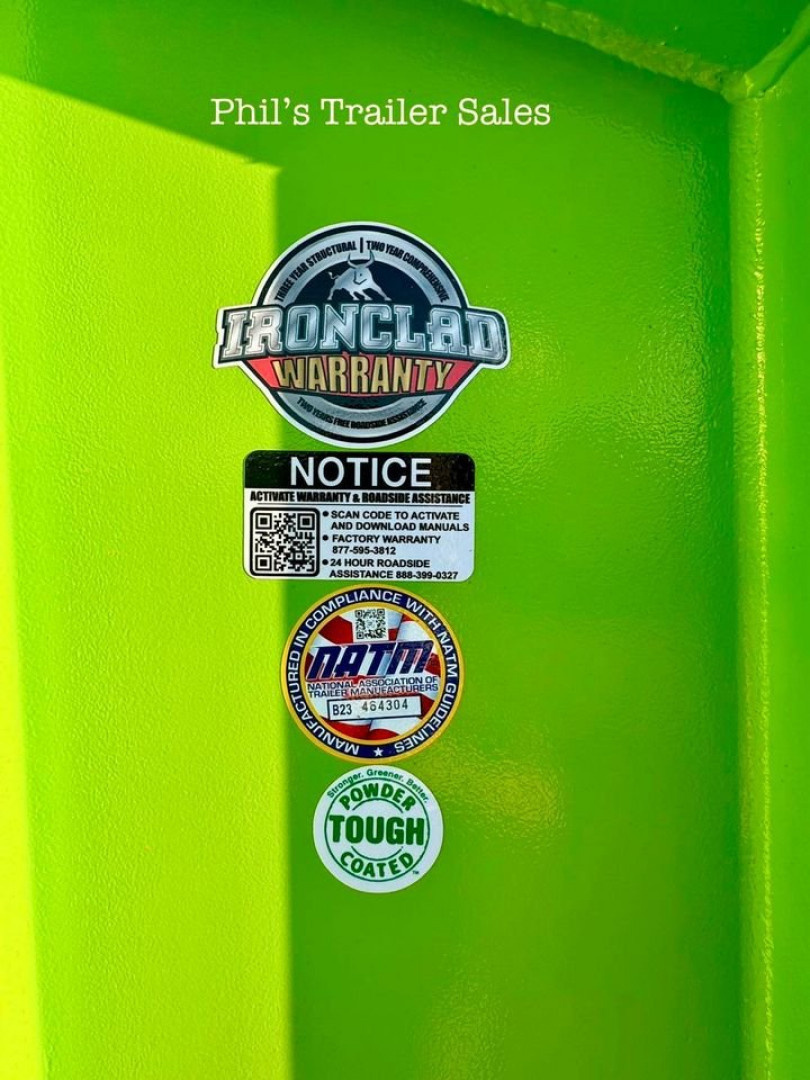 Phil's Trailer Sales
THREE YEAR STRUCTURAL | TWO YEAR COMPREHENSIVE
IRONCLAD
WARRANTY
TWO YEARS FREE ROADSIDE ASSISTANCE
NOTICE
ACTIVATE WARRANTY & ROADSIDE ASSISTANCE
• SCAN CODE TO ACTIVATE
AND DOWNLOAD MANUALS
• FACTORY WARRANTY
877-595-3812
• 24 HOUR ROADSIDE
ASSISTANCE 888-399-0327
MANUFACTURED IN COMPLIANCE WITH NATM GUIDELINES
NATM
NATIONAL ASSOCIATION OF
TRAILER MANUFACTURERS
B23 464304
Stronger. Greener. Better.
POWDER
TOUGH
COATED™